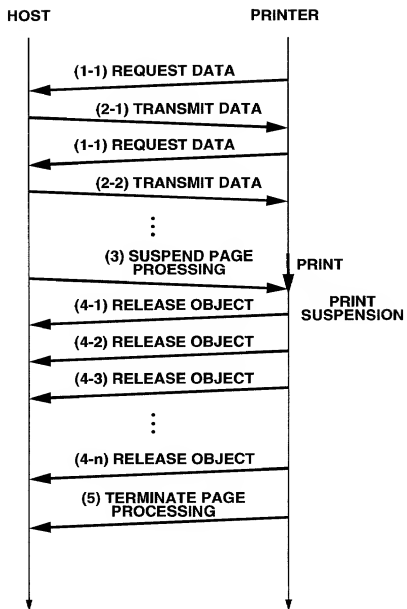 HOST PRINTER
(1-1) REQUEST DATA
(2-1) TRANSMIT DATA
(1-1) REQUEST DATA
(2-2) TRANSMIT DATA
(3) SUSPEND PAGE
PROESSING
PRINT
(4-1) RELEASE OBJECT
PRINT
SUSPENSION
(4-2) RELEASE OBJECT
(4-3) RELEASE OBJECT
(4-n) RELEASE OBJECT
(5) TERMINATE PAGE
PROCESSING